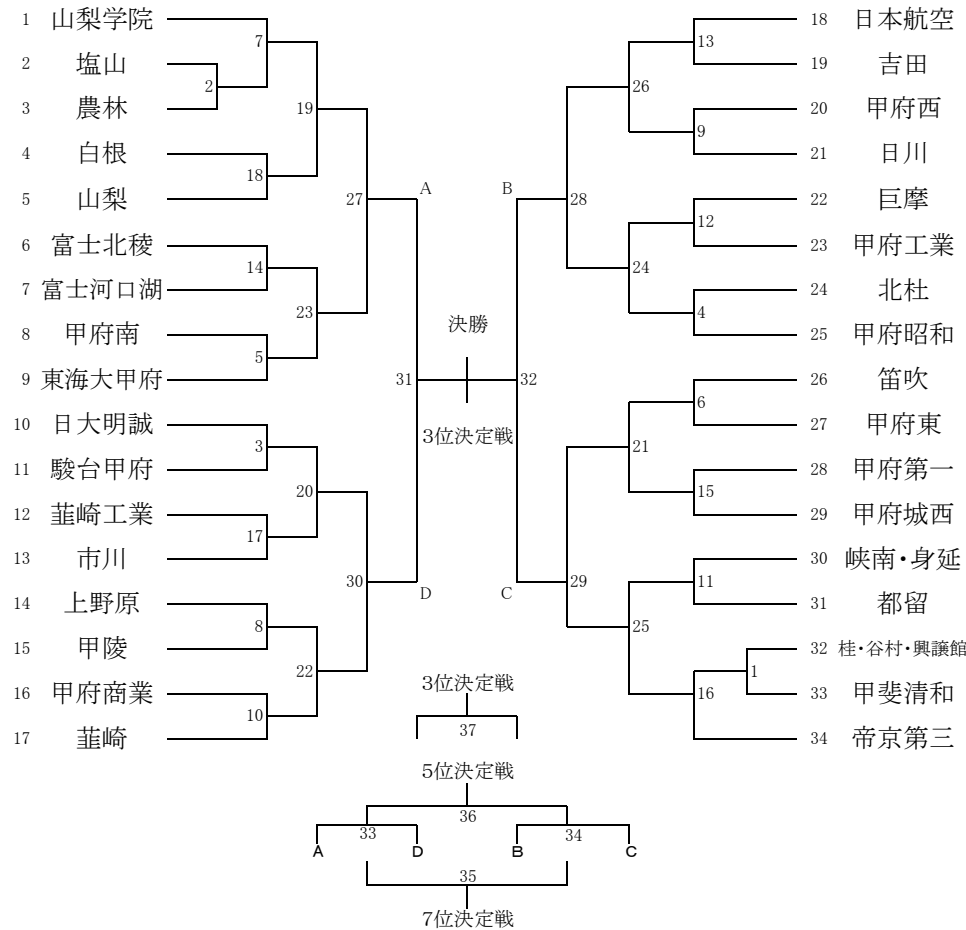 1 山梨学院
2 塩山
3 農林
4 白根
5 山梨
6 富士北稜
7 富士河口湖
8 甲府南
9 東海大甲府
10 日大明誠
11 駿台甲府
12 韮崎工業
13 市川
14 上野原
15 甲陵
16 甲府商業
17 韮崎
7
2
19
18
27
14
23
5
3
20
17
30
8
22
10
A
31
D
決勝
3位決定戦
B
32
C
28
26
13
9
24
12
4
29
21
6
15
25
11
16
1
18 日本航空
19 吉田
20 甲府西
21 日川
22 巨摩
23 甲府工業
24 北杜
25 甲府昭和
26 笛吹
27 甲府東
28 甲府第一
29 甲府城西
30 峡南・身延
31 都留
32 桂・谷村・興譲館
33 甲斐清和
34 帝京第三
3位決定戦
37
5位決定戦
36
33 34
A D B C
35
7位決定戦